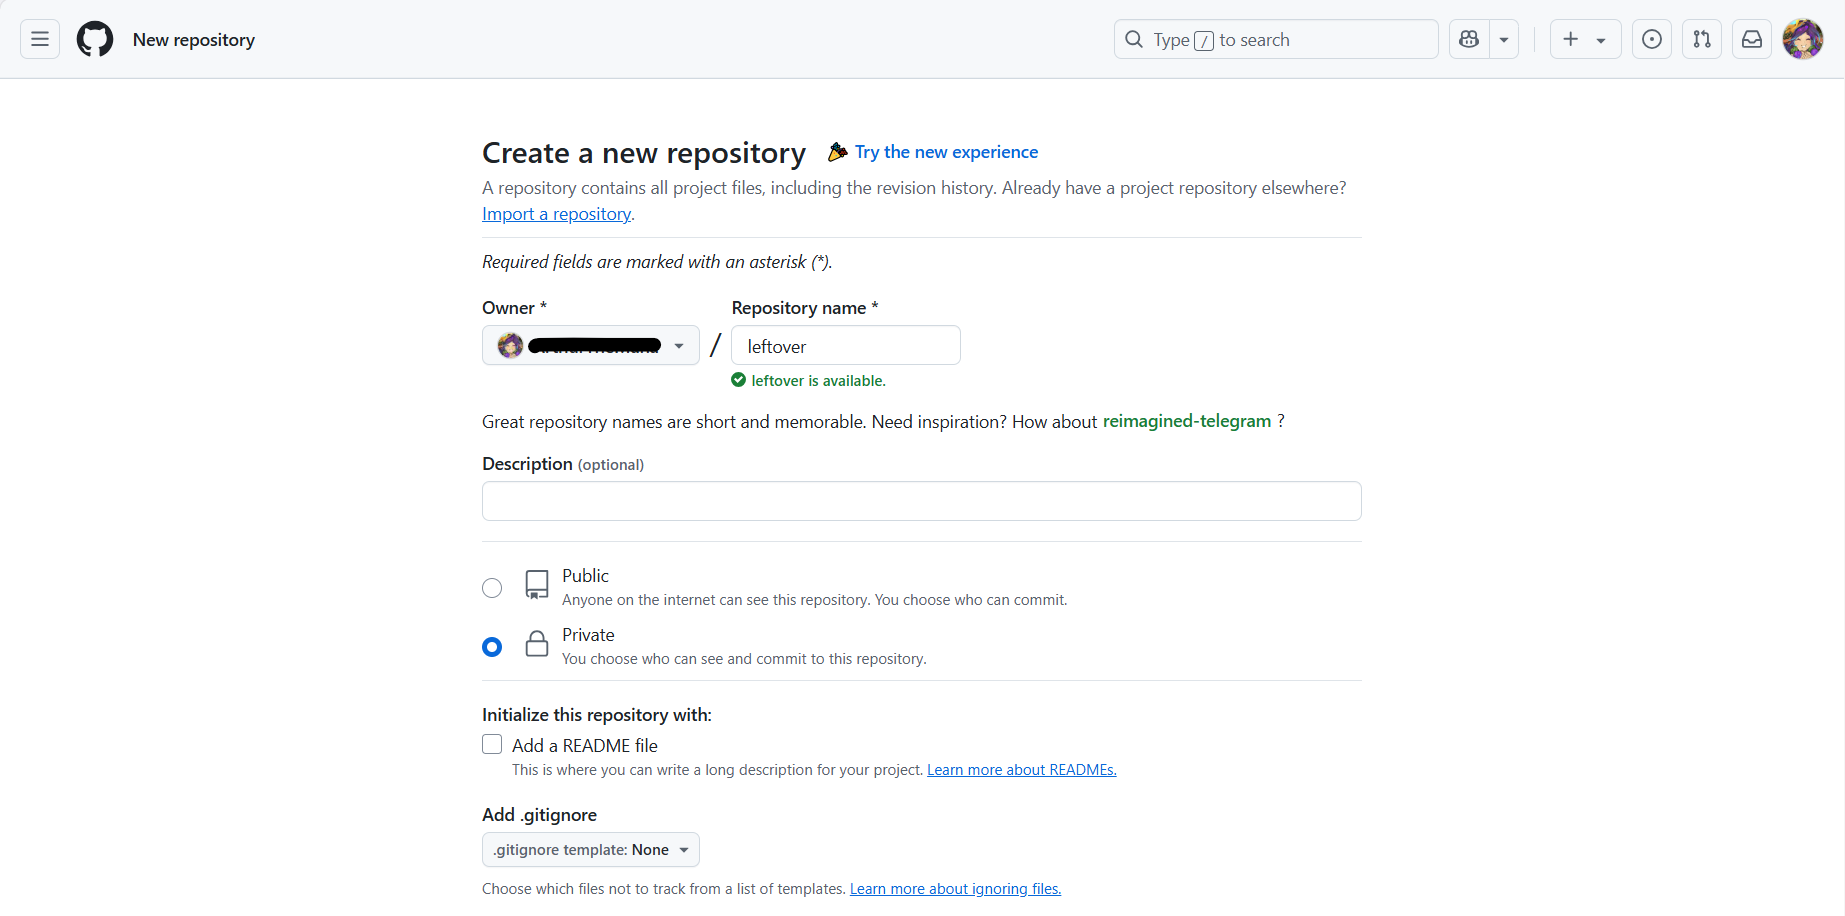 New repository
Type / to search
Create a new repository Try the new experience
A repository contains all project files, including the revision history. Already have a project repository elsewhere?
Import a repository.
Required fields are marked with an asterisk (*).
Owner * Repository name *
/ leftover
leftover is available.
Great repository names are short and memorable. Need inspiration? How about reimagined-telegram ?
Description (optional)
Public
Anyone on the internet can see this repository. You choose who can commit.
Private
You choose who can see and commit to this repository.
Initialize this repository with:
Add a README file
This is where you can write a long description for your project. Learn more about READMEs.
Add .gitignore
.gitignore template: None
Choose which files not to track from a list of templates. Learn more about ignoring files.